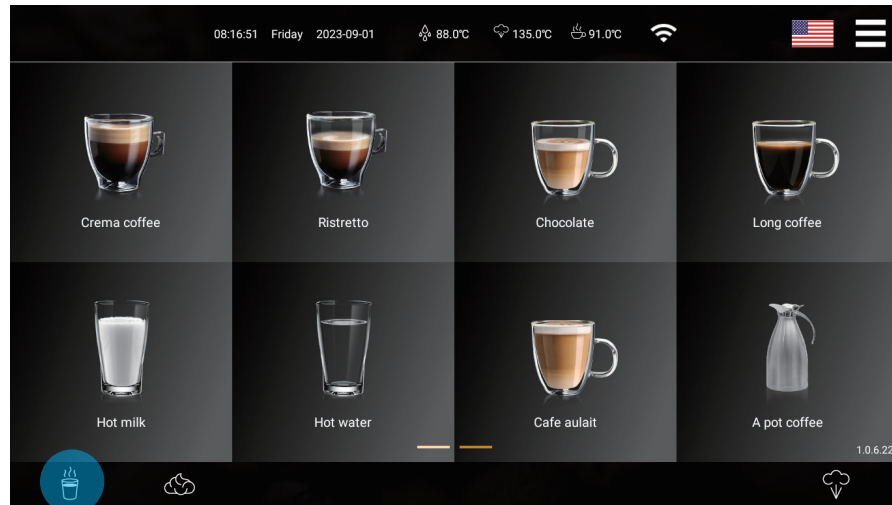 08:16:51 Friday 2023-09-01 88.0℃ 135.0℃ 91.0℃
Crema coffee Ristretto Chocolate Long coffee
Hot milk Hot water Cafe aulait A pot coffee
1.0.6.22